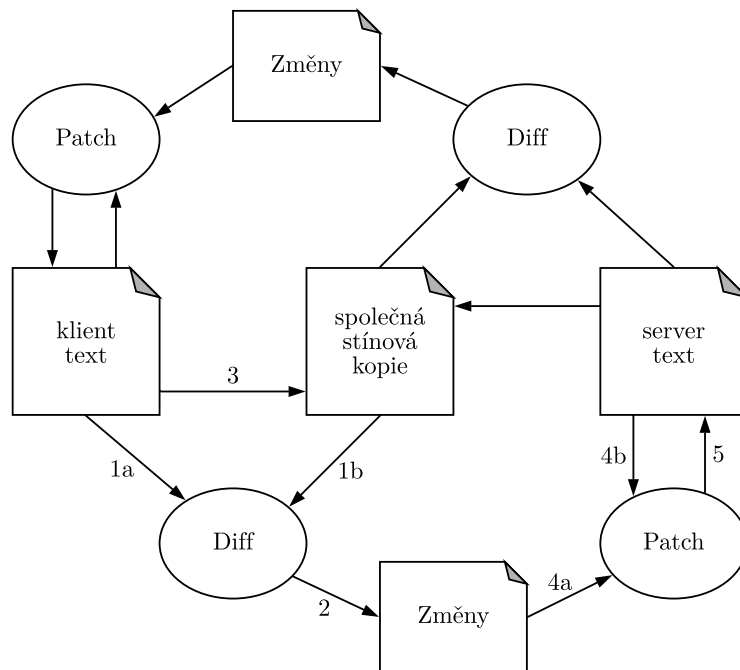 Změny
Patch
Diff
klient
text
společná
stínová
kopie
server
text
3
1a
1b
4b
5
Diff
Patch
2
4a
Změny